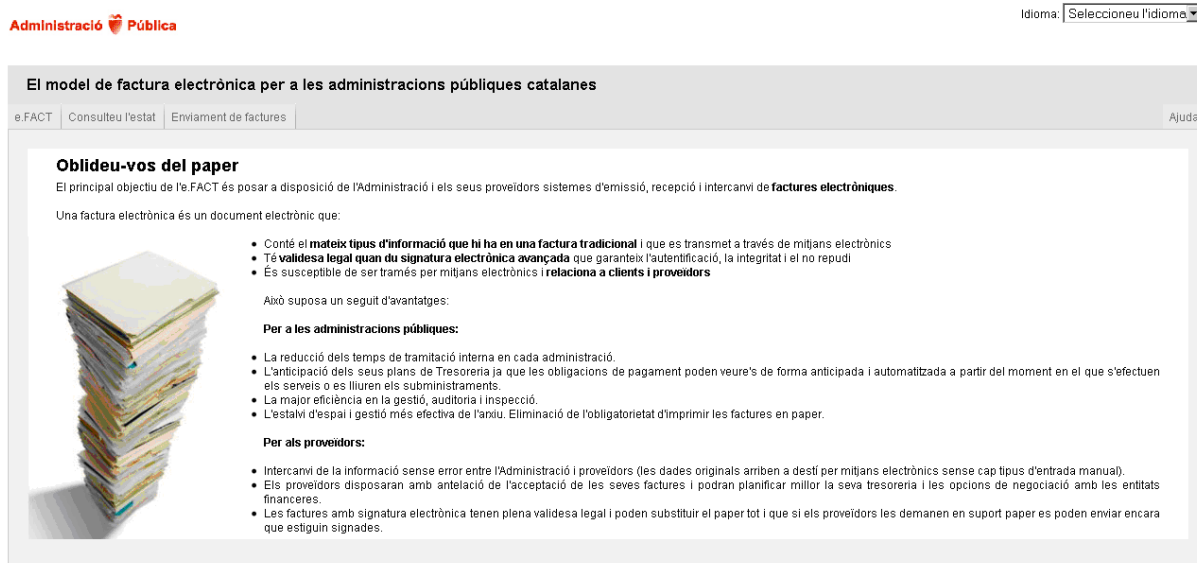 Administració Pública
Idioma: Seleccioneu l'idioma
El model de factura electrònica per a les administracions públiques catalanes
e.FACT Consulteu l'estat Enviament de factures Ajuda
Oblideu-vos del paper
El principal objectiu de l'e.FACT és posar a disposició de l'Administració i els seus proveïdors sistemes d'emissió, recepció i intercanvi de factures electròniques.
Una factura electrònica és un document electrònic que:
• Conté el mateix tipus d'informació que hi ha en una factura tradicional i que es transmet a través de mitjans electrònics
• Té validesa legal quan du signatura electrònica avançada que garanteix l'autentificació, la integritat i el no repudi
• És susceptible de ser tramés per mitjans electrònics i relaciona a clients i proveïdors
Això suposa un seguit d'avantatges:
Per a les administracions públiques:
• La reducció dels temps de tramitació interna en cada administració.
• L'anticipació dels seus plans de Tresoreria ja que les obligacions de pagament poden veure's de forma anticipada i automatitzada a partir del moment en el que s'efectuen
els serveis o es lliuren els subministraments.
• La major eficiència en la gestió, auditoria i inspecció.
• L'estalvi d'espai i gestió més efectiva de l'arxiu. Eliminació de l'obligatorietat d'imprimir les factures en paper.
Per als proveïdors:
• Intercanvi de la informació sense error entre l'Administració i proveïdors (les dades originals arriben a destí per mitjans electrònics sense cap tipus d'entrada manual).
• Els proveïdors disposaran amb antelació de l'acceptació de les seves factures i podran planificar millor la seva tresoreria i les opcions de negociació amb les entitats
financeres.
• Les factures amb signatura electrònica tenen plena validesa legal i poden substituir el paper tot i que si els proveïdors les demanen en suport paper es poden enviar encara
que estiguin signades.